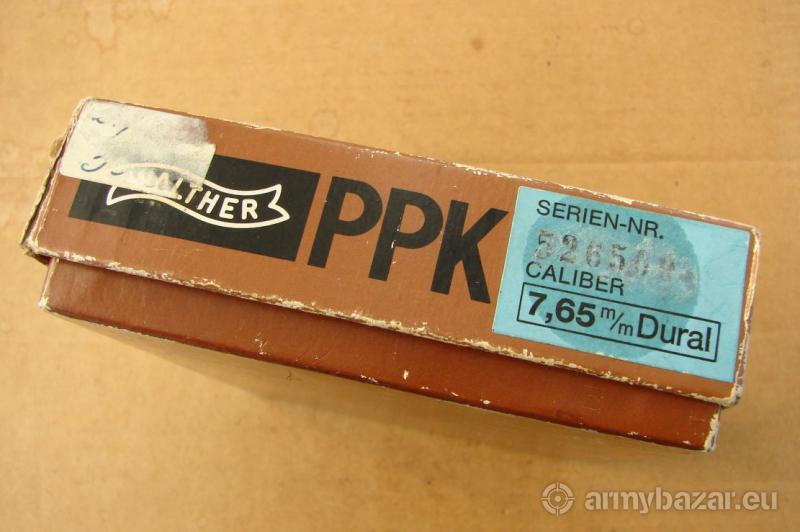 WALTHER
PPK
SERIEN-NR.
CALIBER
7,65 m/m Dural
armybazar.eu